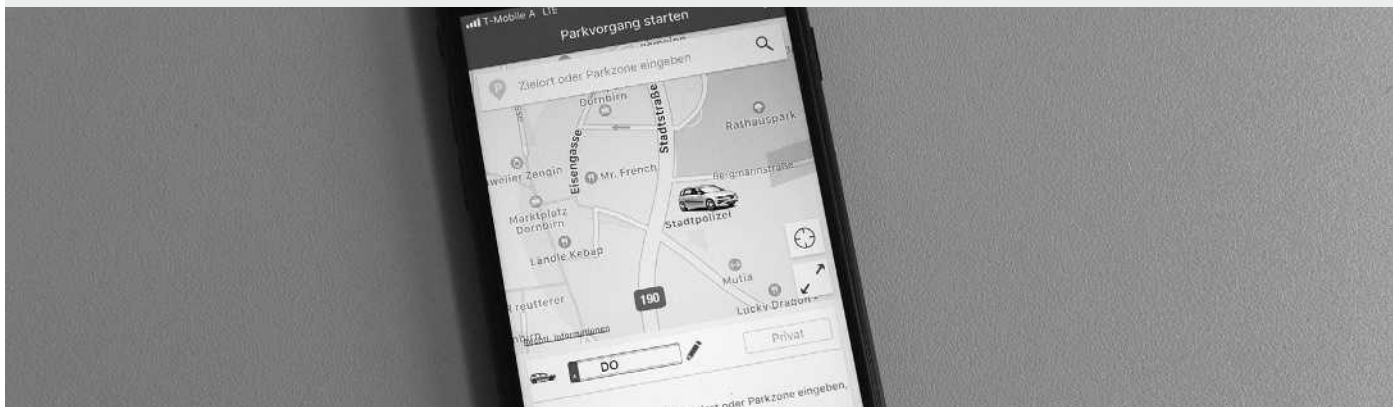 T-Mobile A LTE
Parkvorgang starten
Zielort oder Parkzone eingeben
Dornbirn
Stadtstraße
Rathauspark
Eisengasse
Mr. French
Bergmannstraße
Marktplatz
Dornbirn
Stadtpolizei
Ländle Kebap
Mutia
190
Lucky Dragon
Privat
DO
oder Parkzone eingeben,